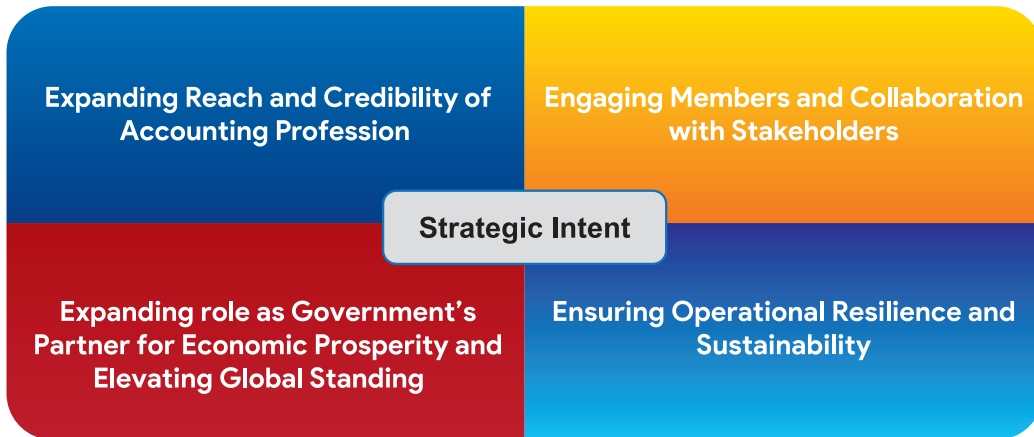 Expanding Reach and Credibility of
Accounting Profession
Engaging Members and Collaboration
with Stakeholders
Strategic Intent
Expanding role as Government’s
Partner for Economic Prosperity and
Elevating Global Standing
Ensuring Operational Resilience and
Sustainability